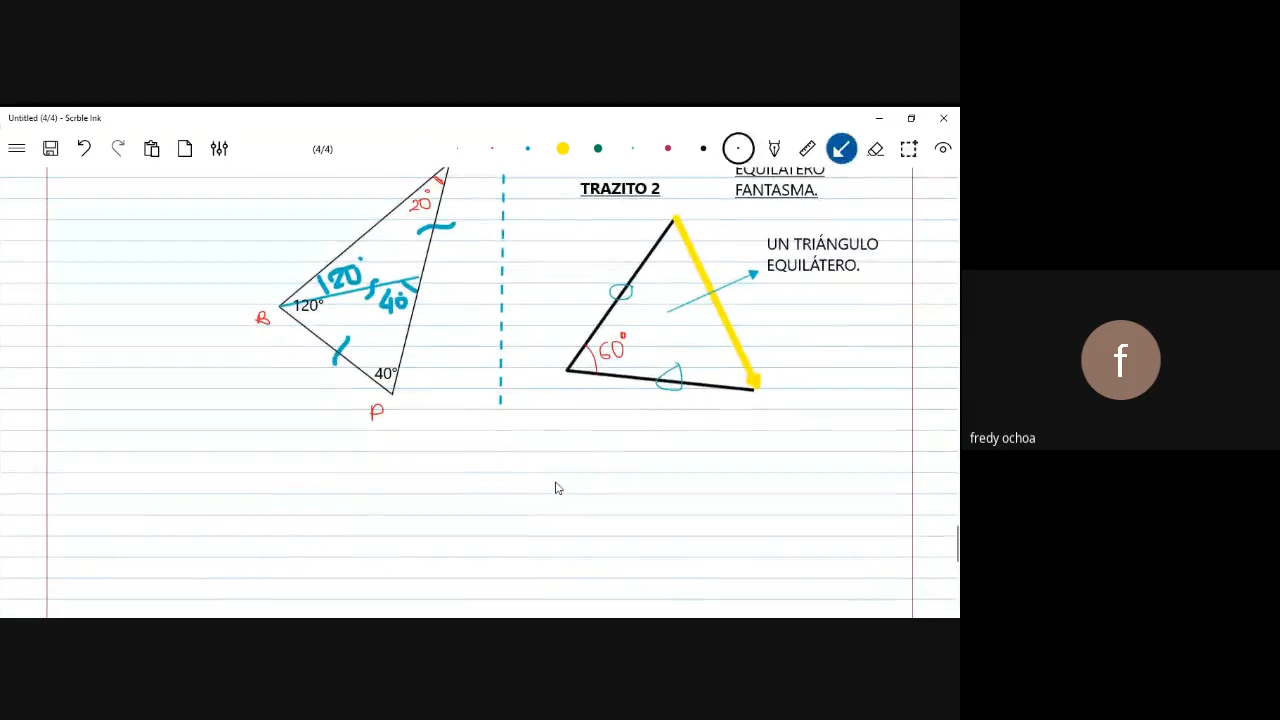 Untitled (4/4) - Scrble Ink
(4/4)
EQUILÁTERO
FANTASMA.
TRAZITO 2
20°
UN TRIÁNGULO
EQUILÁTERO.
120°
40
120°
B
60°
40°
f
fredy ochoa